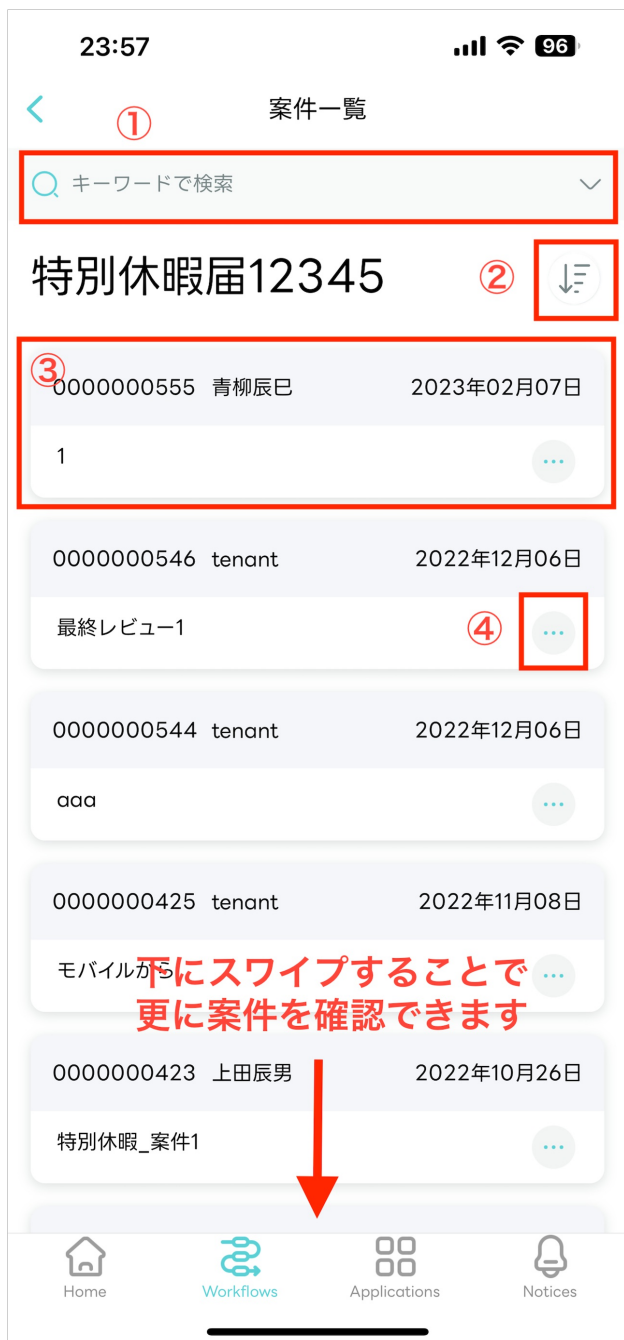 23:57
96
案件一覧
①
キーワードで検索
特別休暇届12345
②
③
0000000555 青柳辰巳 2023年02月07日
1
0000000546 tenant 2022年12月06日
最終レビュー1
④
0000000544 tenant 2022年12月06日
aaa
0000000425 tenant 2022年11月08日
モバイルから
下にスワイプすることで
更に案件を確認できます
0000000423 上田辰男 2022年10月26日
特別休暇_案件1
Home Workflows Applications Notices